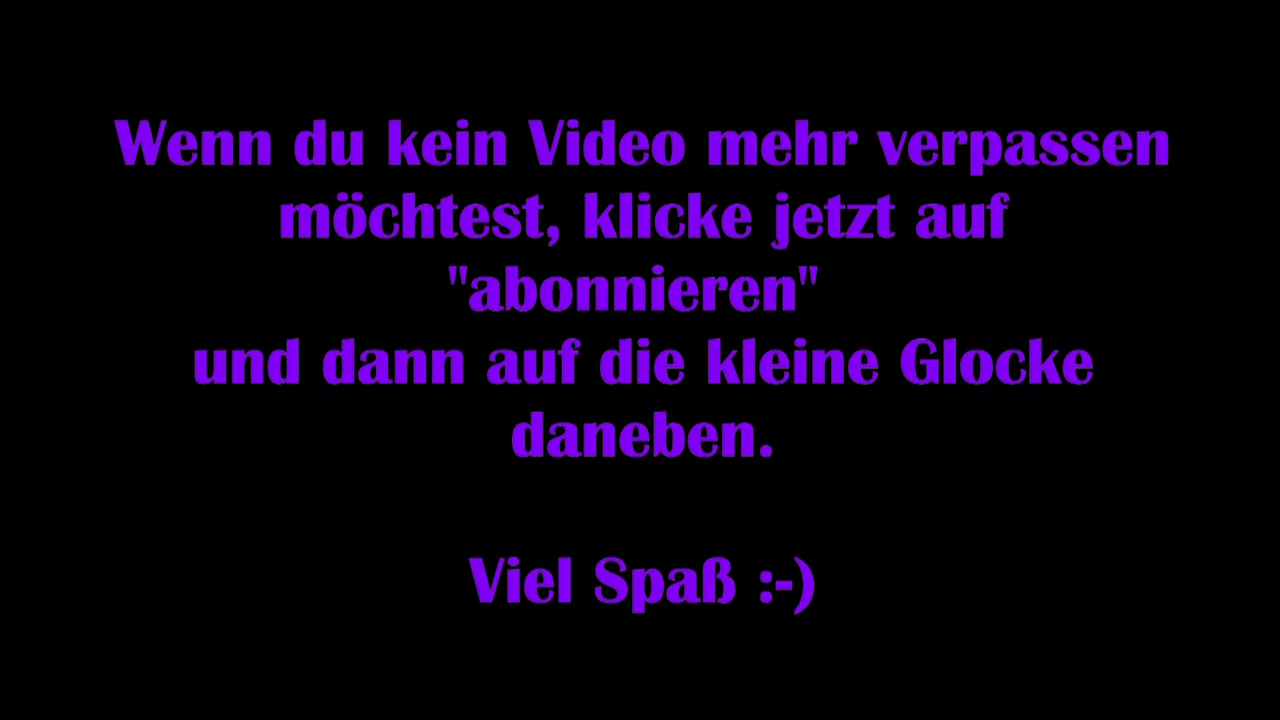 Wenn du kein Video mehr verpassen
möchtest, klicke jetzt auf
"abonnieren"
und dann auf die kleine Glocke
daneben.
Viel Spaß :-)